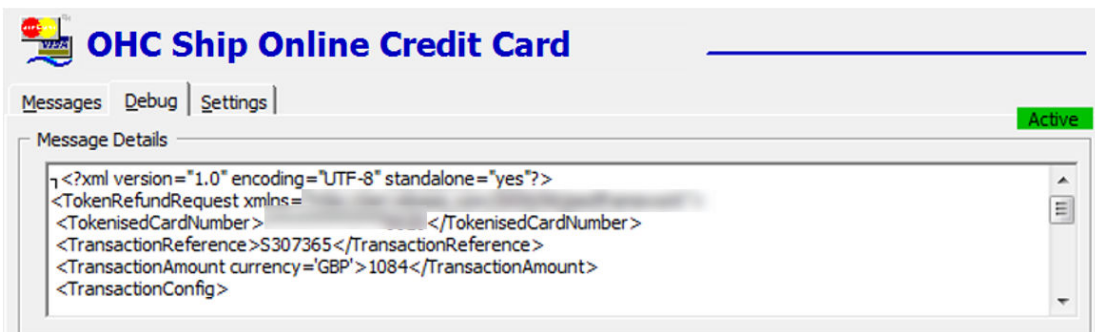 OHC Ship Online Credit Card
Messages Debug Settings
Active
Message Details
┐<?xml version="1.0" encoding="UTF-8" standalone="yes"?>
<TokenRefundRequest xmlns=
<TokenisedCardNumber> </TokenisedCardNumber>
<TransactionReference>S307365</TransactionReference>
<TransactionAmount currency='GBP'>1084</TransactionAmount>
<TransactionConfig>